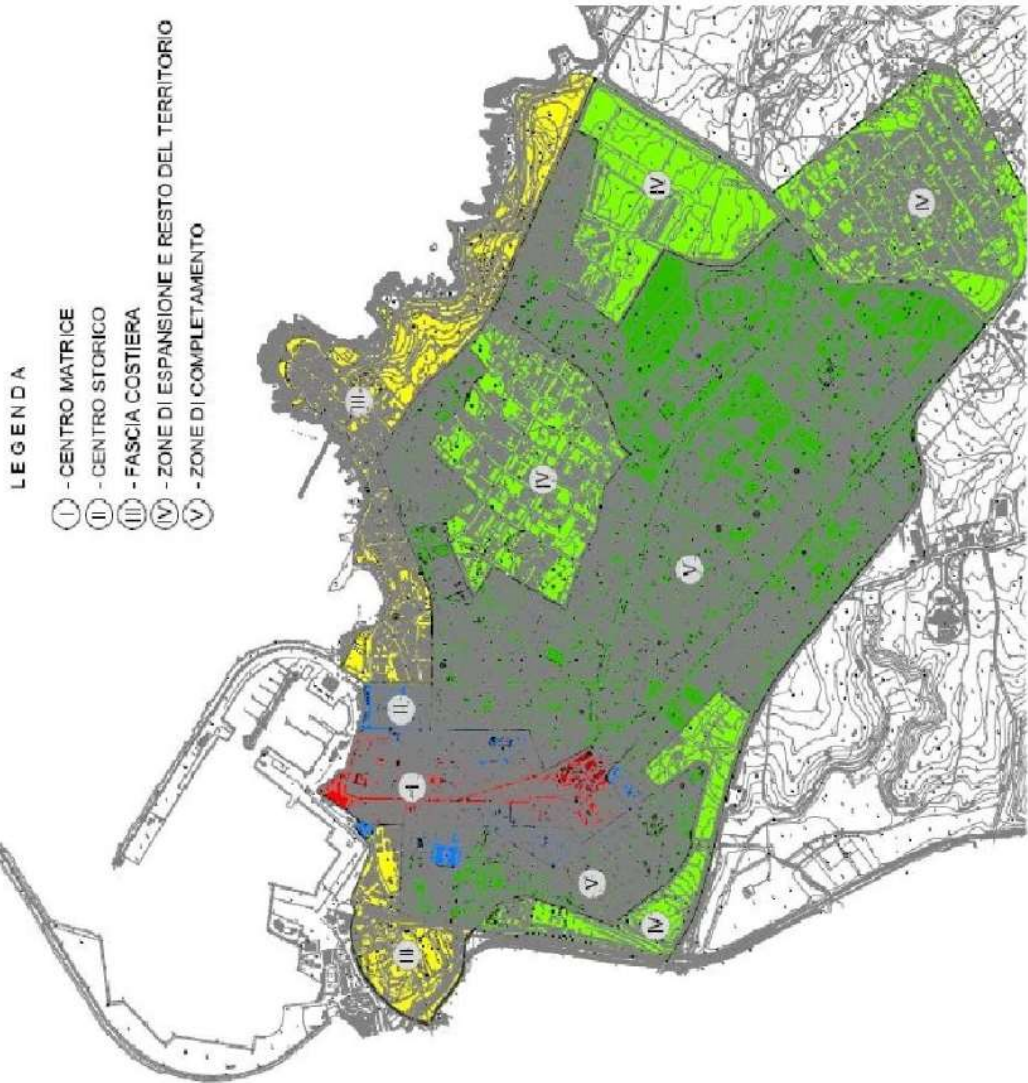 LEGENDA
I - CENTRO MATRICE
II - CENTRO STORICO
III - FASCIA COSTIERA
IV - ZONE DI ESPANSIONE E RESTO DEL TERRITORIO
V - ZONE DI COMPLETAMENTO
III
IV
IV
IV
II
I
V
V
III
IV